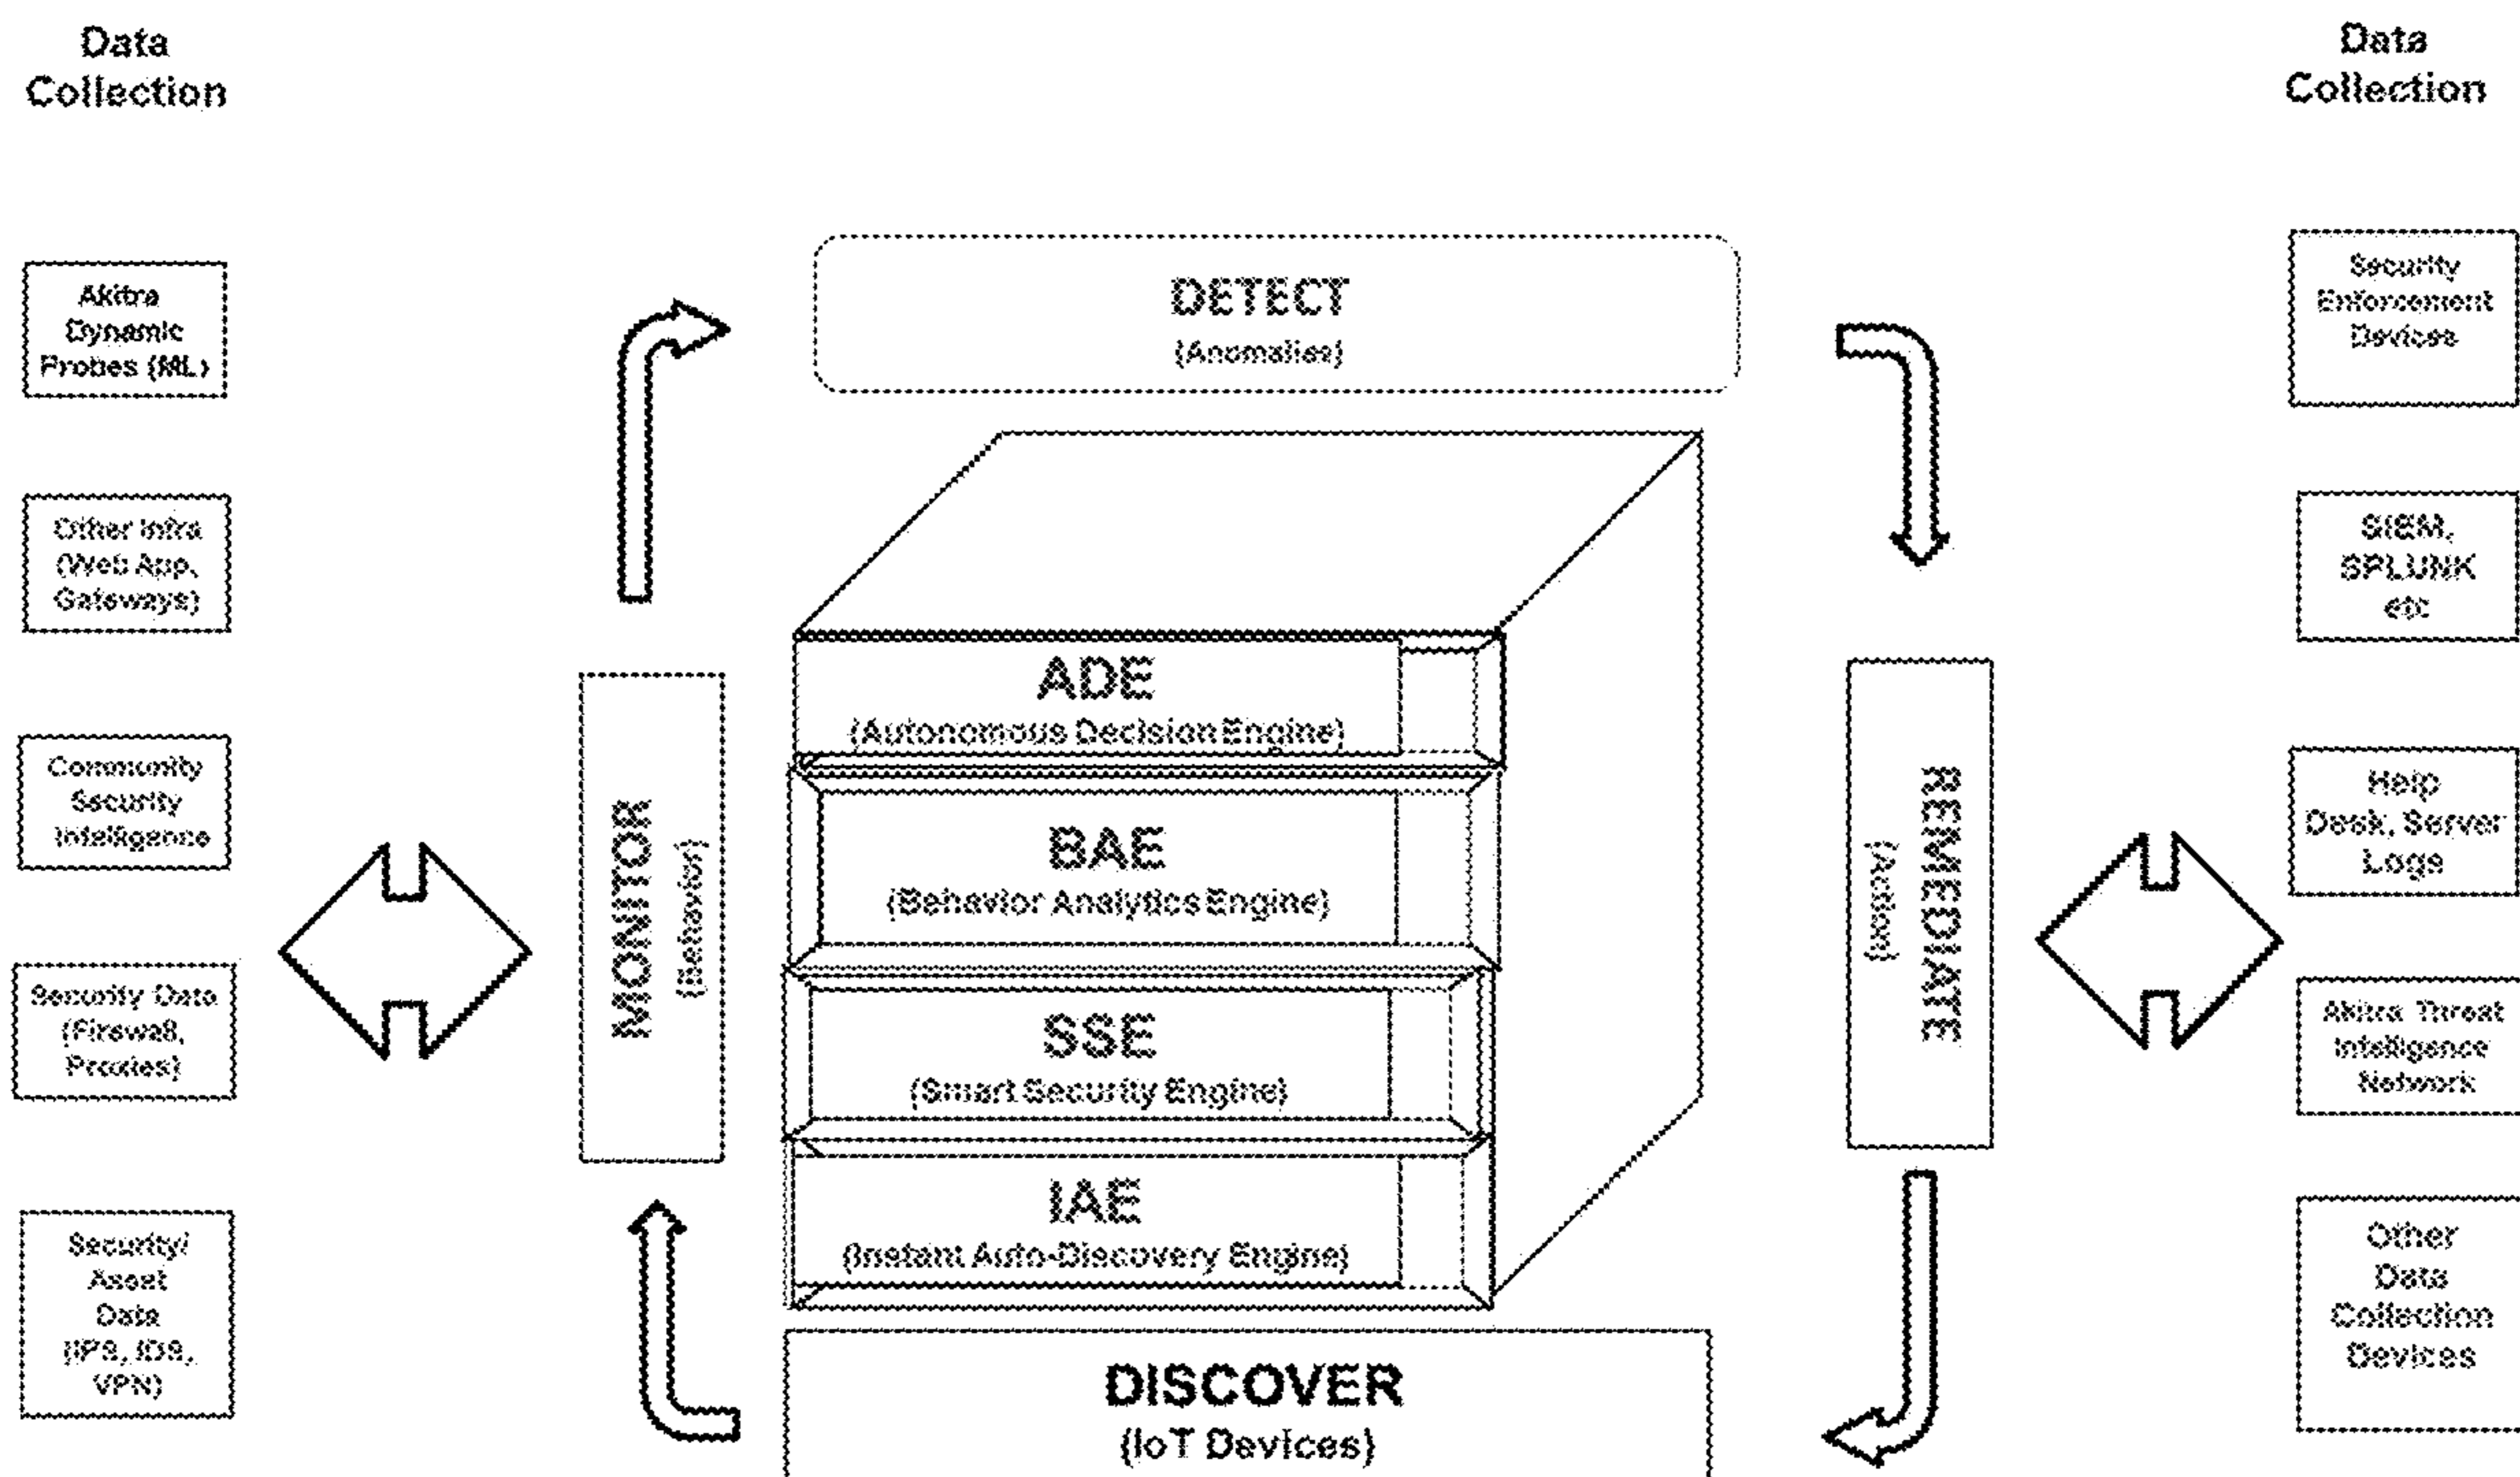 Data
Collection
Akitra
Dynamic
Probes (ML)
Other Infra
(Web App,
Gateways)
Community
Security
Intelligence
Security Data
(Firewall,
Proxies)
Security/
Asset
Data
(IPS, IDS,
VPN)
MONITOR
(Behavior)
DETECT
(Anomalies)
ADE
(Autonomous Decision Engine)
BAE
(Behavior Analytics Engine)
SSE
(Smart Security Engine)
IAE
(Instant Auto-Discovery Engine)
DISCOVER
(IoT Devices)
REMEDIATE
(Action)
Data
Collection
Security
Enforcement
Devices
SIEM,
SPLUNK
etc
Help
Desk, Server
Logs
Akitra Threat
Intelligence
Network
Other
Data
Collection
Devices